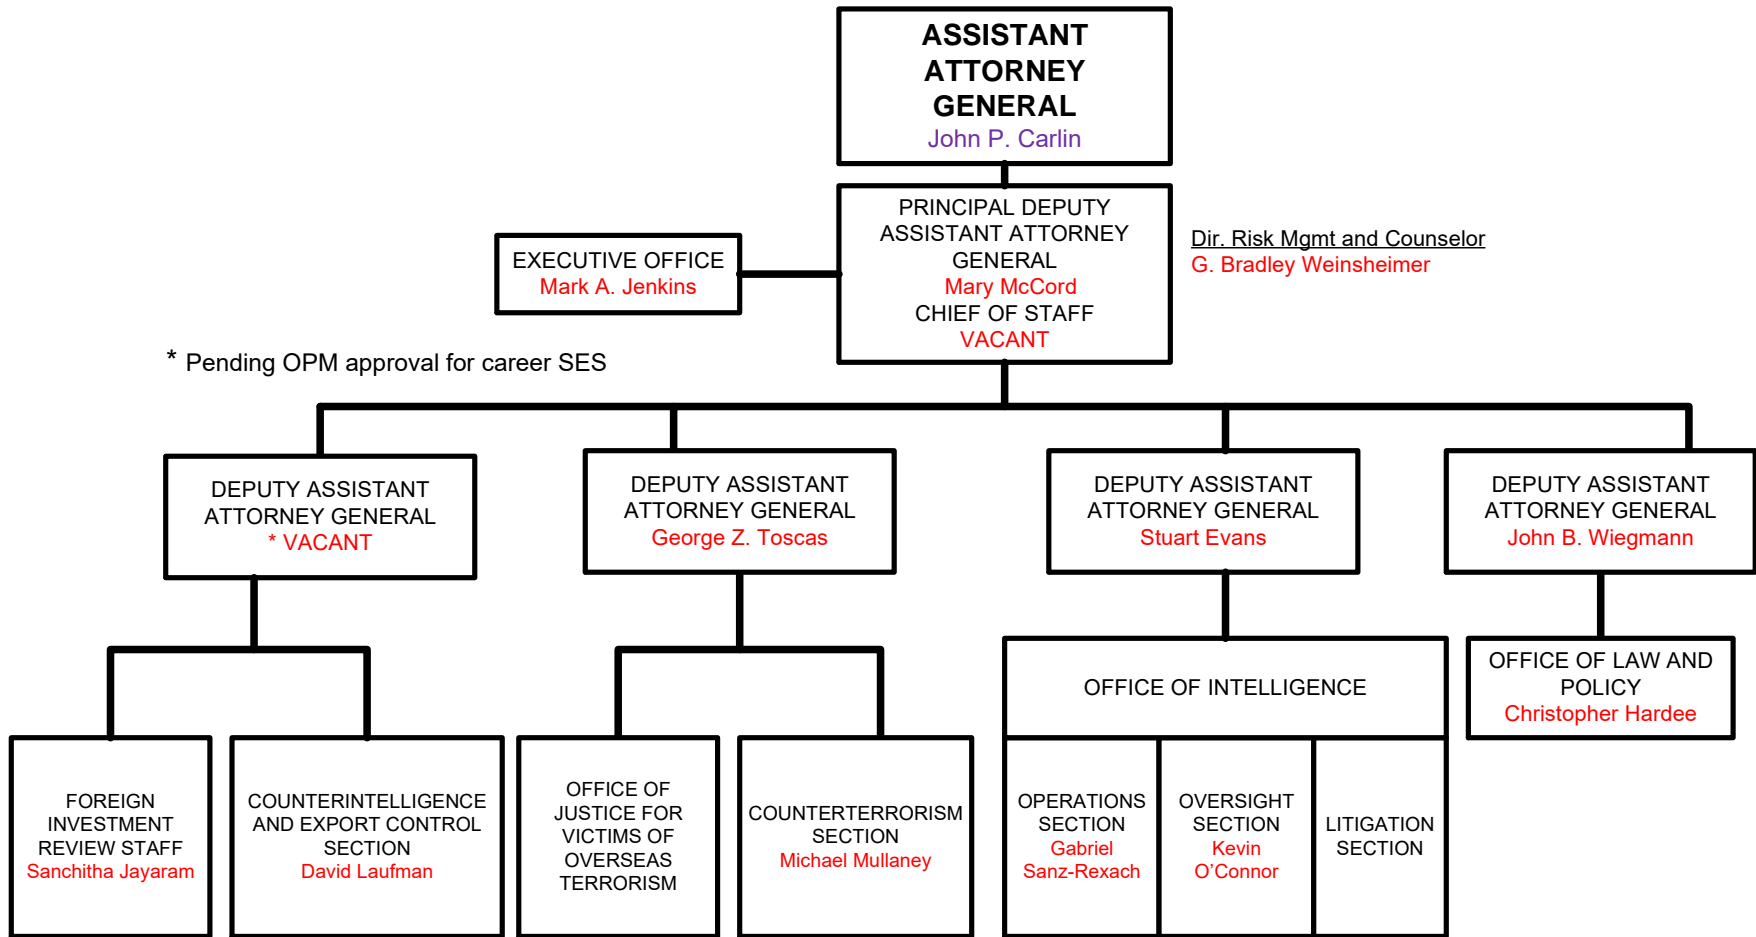 ASSISTANT
ATTORNEY
GENERAL
John P. Carlin
PRINCIPAL DEPUTY
ASSISTANT ATTORNEY
GENERAL
Mary McCord
CHIEF OF STAFF
VACANT
EXECUTIVE OFFICE
Mark A. Jenkins
Dir. Risk Mgmt and Counselor
G. Bradley Weinsheimer
* Pending OPM approval for career SES
DEPUTY ASSISTANT
ATTORNEY GENERAL
* VACANT
DEPUTY ASSISTANT
ATTORNEY GENERAL
George Z. Toscas
DEPUTY ASSISTANT
ATTORNEY GENERAL
Stuart Evans
DEPUTY ASSISTANT
ATTORNEY GENERAL
John B. Wiegmann
FOREIGN
INVESTMENT
REVIEW STAFF
Sanchitha Jayaram
COUNTERINTELLIGENCE
AND EXPORT CONTROL
SECTION
David Laufman
OFFICE OF
JUSTICE FOR
VICTIMS OF
OVERSEAS
TERRORISM
COUNTERTERRORISM
SECTION
Michael Mullaney
OFFICE OF INTELLIGENCE
OPERATIONS
SECTION
Gabriel
Sanz-Rexach
OVERSIGHT
SECTION
Kevin
O’Connor
LITIGATION
SECTION
OFFICE OF LAW AND
POLICY
Christopher Hardee